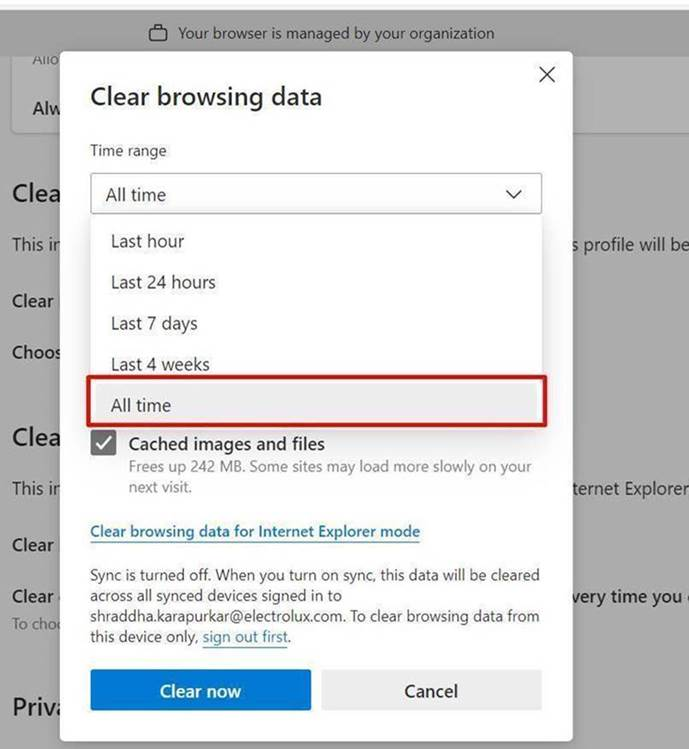 Your browser is managed by your organization
Allo
Alw
Clear browsing data
Time range
All time
Last hour
Last 24 hours
Last 7 days
Last 4 weeks
All time
Cached images and files
Frees up 242 MB. Some sites may load more slowly on your
next visit.
Clear browsing data for Internet Explorer mode
Sync is turned off. When you turn on sync, this data will be cleared
across all synced devices signed in to
shraddha.karapurkar@electrolux.com. To clear browsing data from
this device only, sign out first.
Clear now
Cancel
Clea
This in
s profile will be
Clear
Choos
Clea
This in
ternet Explorer
Clear
Clear
very time you
To choo
Priva